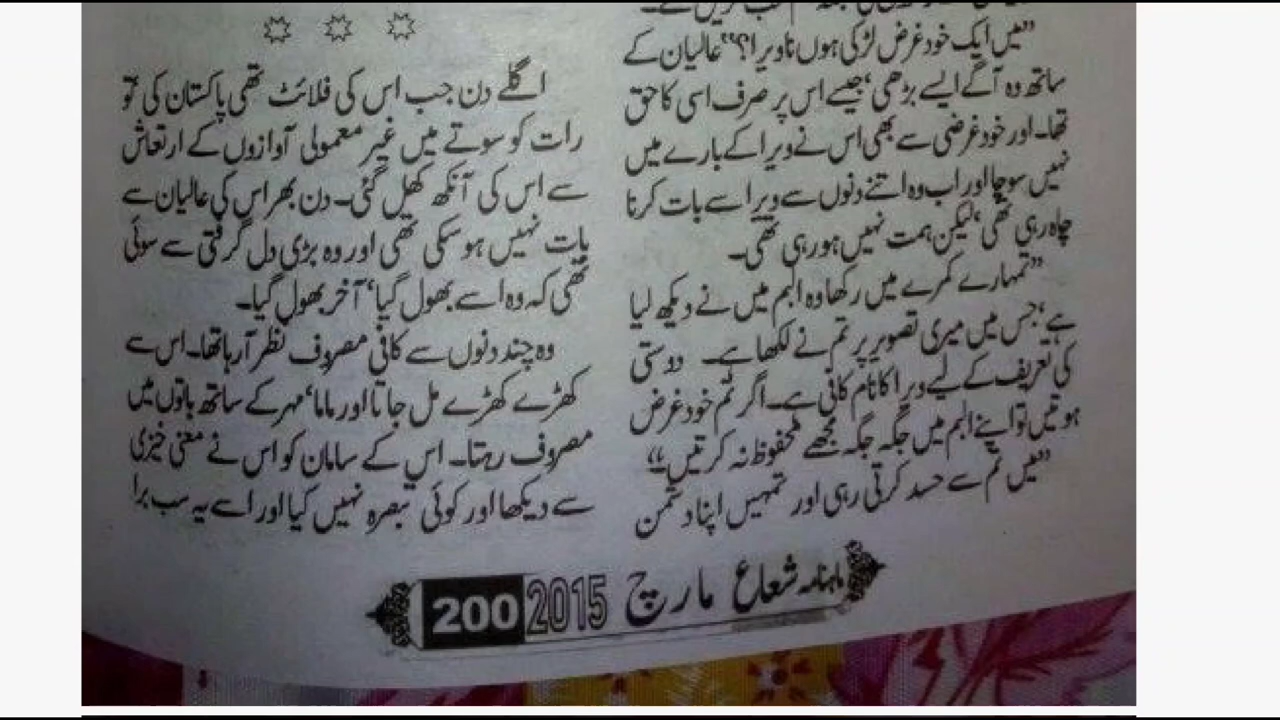 ”میں ایک خود غرض لڑکی ہوں نا ویرا؟“ عالیان کے
ساتھ وہ آگے ایسے بڑھی‘ جیسے اس پر صرف اسی کا حق
تھا۔ اور خود غرضی سے بھی اس نے ویرا کے بارے میں
نہیں سوچا اور اب وہ اتنے دنوں سے ویرا سے بات کرنا
چاہ رہی تھی‘ لیکن ہمت نہیں ہو رہی تھی۔
”تمہارے کمرے میں رکھا وہ البم میں نے دیکھ لیا
ہے‘ جس میں میری تصویر پر تم نے لکھا ہے۔ دوستی
کی تعریف کے لیے ویرا کا نام کافی ہے۔ اگر تم خود غرض
ہوتیں تو اپنے البم میں جگہ جگہ مجھے محفوظ نہ کرتیں۔“
”میں تم سے حسد کرتی رہی اور تمہیں اپنا دشمن
اگلے دن جب اس کی فلائٹ تھی پاکستان کی تو
رات کو سوتے میں غیر معمولی آوازوں کے ارتعاش
سے اس کی آنکھ کھل گئی۔ دن بھر اس کی عالیان سے
بات نہیں ہو سکی تھی اور وہ بڑی دل گرفتی سے سوئی
تھی کہ وہ اسے بھول گیا‘ آخر بھول گیا۔
وہ چند دنوں سے کافی مصروف نظر آ رہا تھا۔ اس سے
کھڑے کھڑے مل جاتا اور ماما‘ مہر کے ساتھ باتوں میں
مصروف رہتا۔ اس کے سامان کو اس نے معنی خیزی
سے دیکھا اور کوئی تبصرہ نہیں کیا اور اسے یہ سب برا
ماہنامہ شعاع مارچ 2015 200